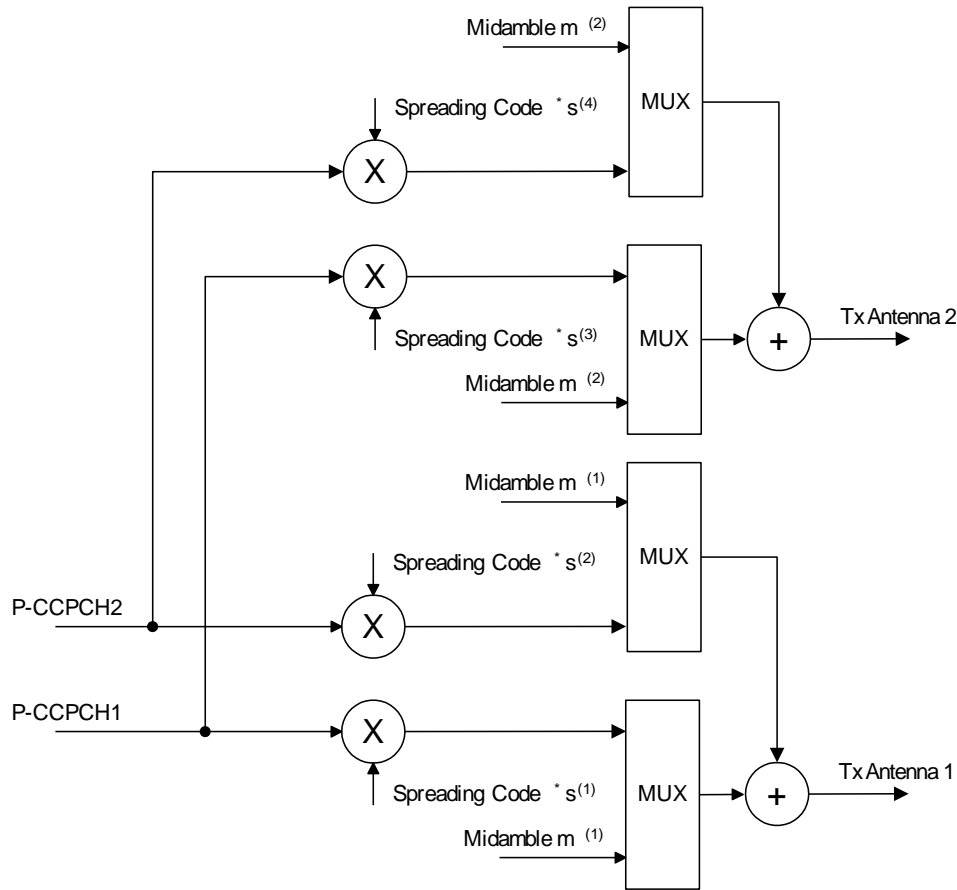 Midamble m (2)
MUX
Spreading Code * s(4)
X
X
Spreading Code * s(3)
MUX
+
Tx Antenna 2
Midamble m (2)
Midamble m (1)
MUX
Spreading Code * s(2)
P-CCPCH2
X
P-CCPCH1
X
MUX
+
Tx Antenna 1
Spreading Code * s(1)
Midamble m (1)